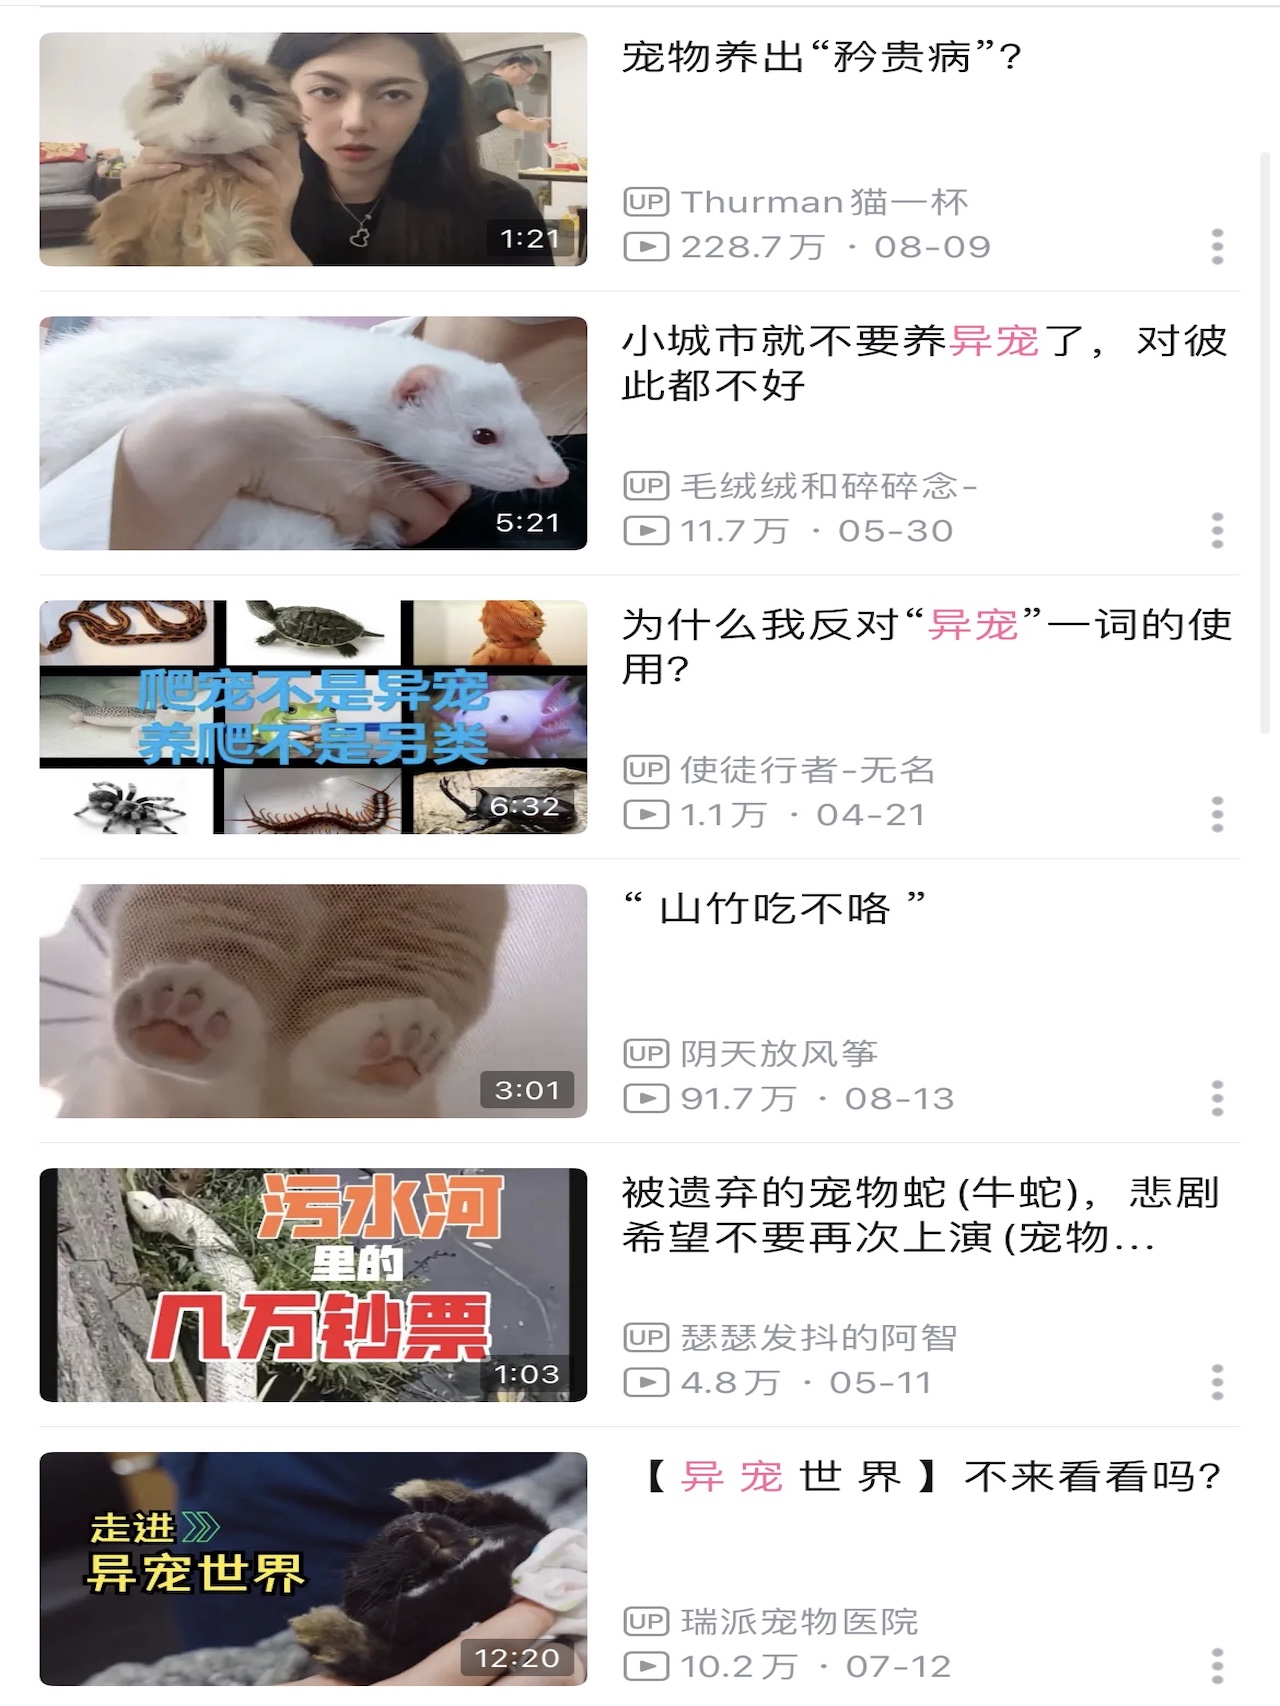 宠物养出“矜贵病”?
UP Thurman猫一杯
228.7万 · 08-09
1:21
小城市就不要养异宠了，对彼
此都不好
UP 毛绒绒和碎碎念-
11.7万 · 05-30
5:21
为什么我反对“异宠”一词的使
用?
爬宠不是异宠
养爬不是另类
UP 使徒行者-无名
1.1万 · 04-21
6:32
“ 山竹吃不咯 ”
UP 阴天放风筝
91.7万 · 08-13
3:01
被遗弃的宠物蛇(牛蛇)，悲剧
希望不要再次上演(宠物...
污水河
里的
几万钞票
UP 瑟瑟发抖的阿智
4.8万 · 05-11
1:03
【 异 宠 世 界 】 不来看看吗?
走进
异宠世界
UP 瑞派宠物医院
10.2万 · 07-12
12:20